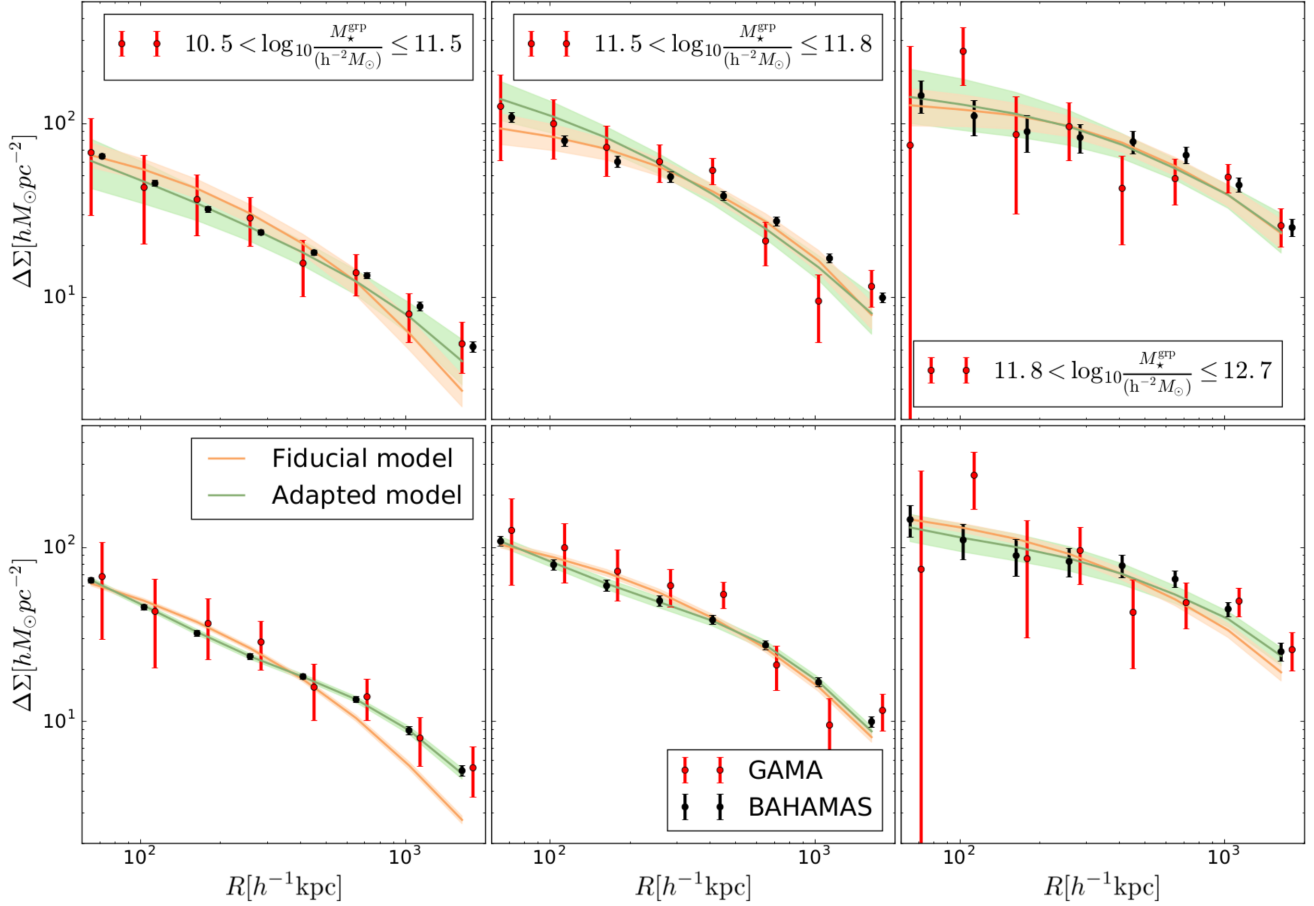 10.5 < log₁₀ M⋆^grp/(h⁻²M⊙) ≤ 11.5
11.5 < log₁₀ M⋆^grp/(h⁻²M⊙) ≤ 11.8
10²
10¹
ΔΣ[hM⊙pc⁻²]
11.8 < log₁₀ M⋆^grp/(h⁻²M⊙) ≤ 12.7
Fiducial model
Adapted model
10²
10¹
ΔΣ[hM⊙pc⁻²]
GAMA
BAHAMAS
10² 10³ 10² 10³ 10² 10³
R[h⁻¹kpc] R[h⁻¹kpc] R[h⁻¹kpc]